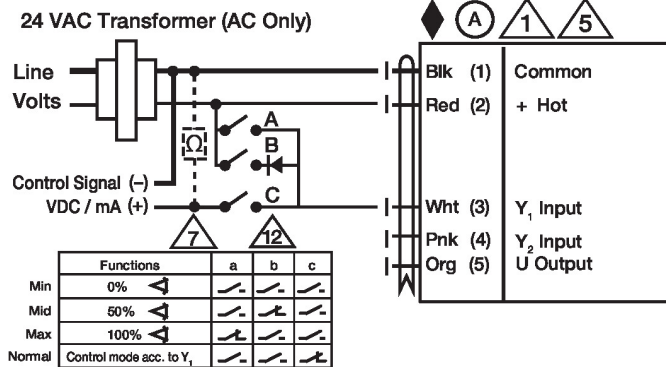 24 VAC Transformer (AC Only)
A 1 5
Line
Volts
Blk (1) Common
Red (2) + Hot
A
Ω
B
Control Signal (–)
VDC / mA (+)
C
Wht (3) Y1 Input
Pnk (4) Y2 Input
Org (5) U Output
7 12
Functions a b c
Min 0%
Mid 50%
Max 100%
Normal Control mode acc. to Y1